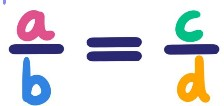 a/b = c/d